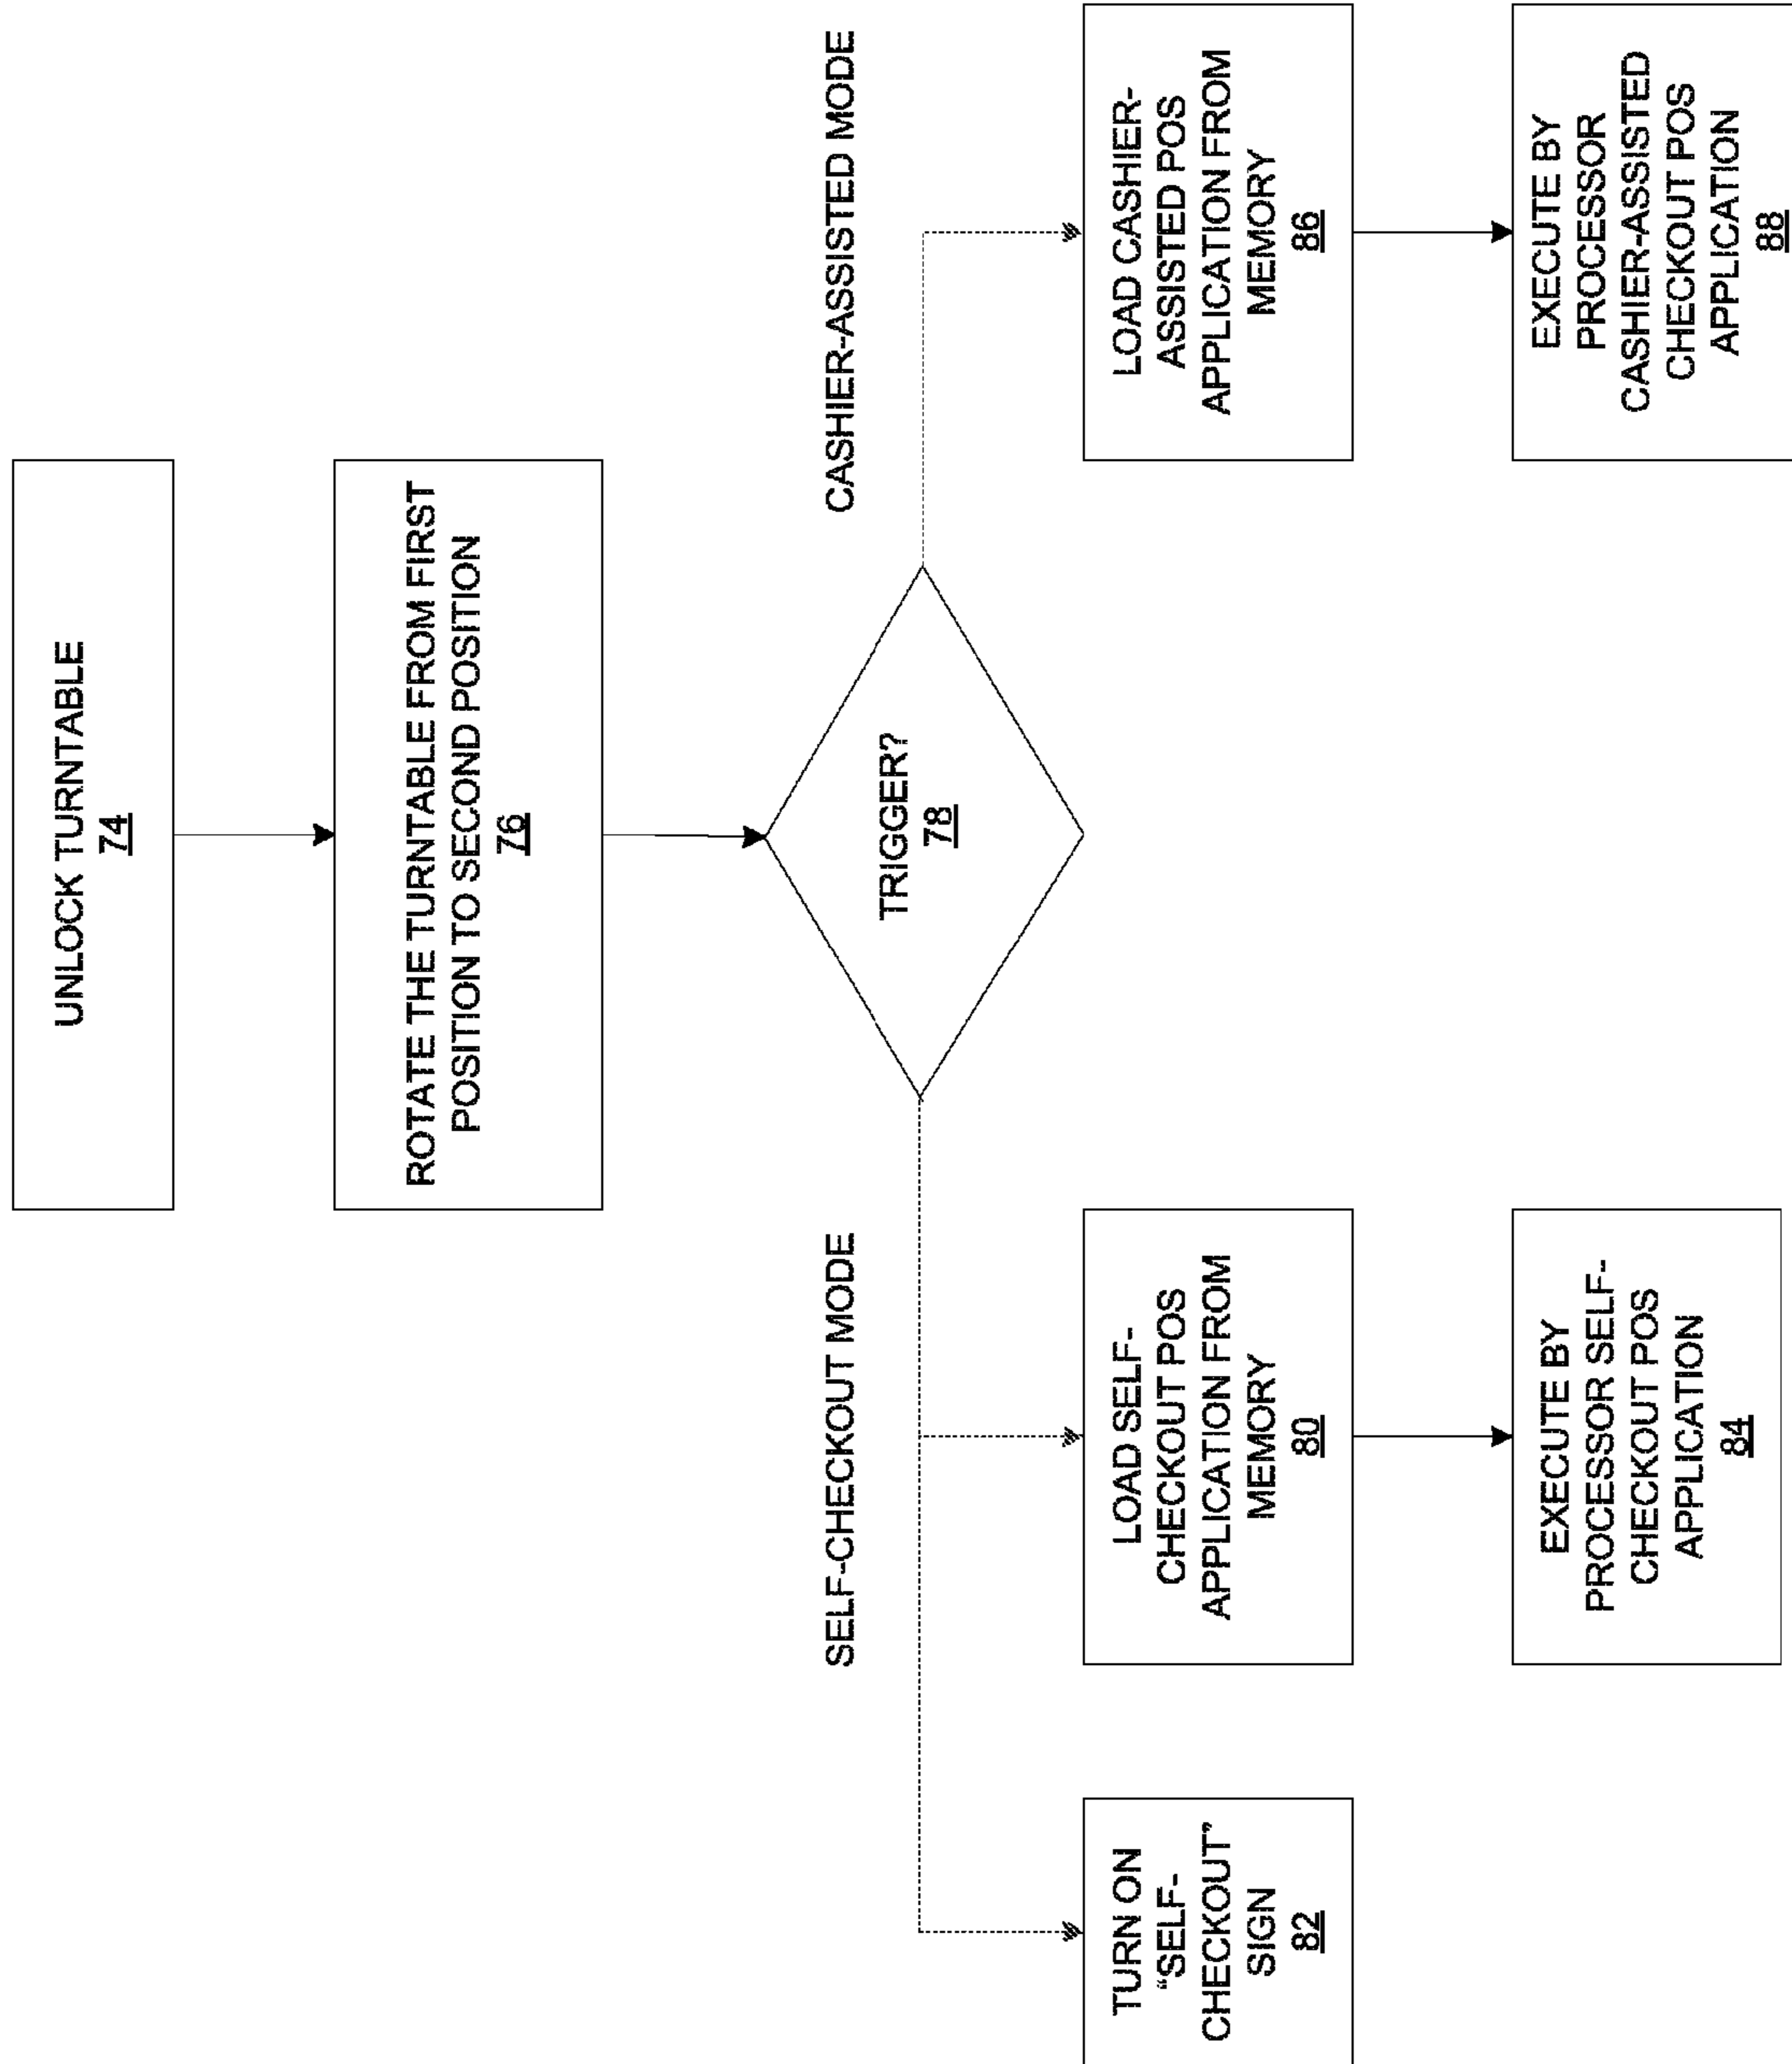 UNLOCK TURNTABLE
74
ROTATE THE TURNTABLE FROM FIRST
POSITION TO SECOND POSITION
76
TRIGGER?
78
SELF-CHECKOUT MODE
CASHIER-ASSISTED MODE
TURN ON
“SELF-
CHECKOUT”
SIGN
82
LOAD SELF-
CHECKOUT POS
APPLICATION FROM
MEMORY
80
LOAD CASHIER-
ASSISTED POS
APPLICATION FROM
MEMORY
86
EXECUTE BY
PROCESSOR SELF-
CHECKOUT POS
APPLICATION
84
EXECUTE BY
PROCESSOR
CASHIER-ASSISTED
CHECKOUT POS
APPLICATION
88